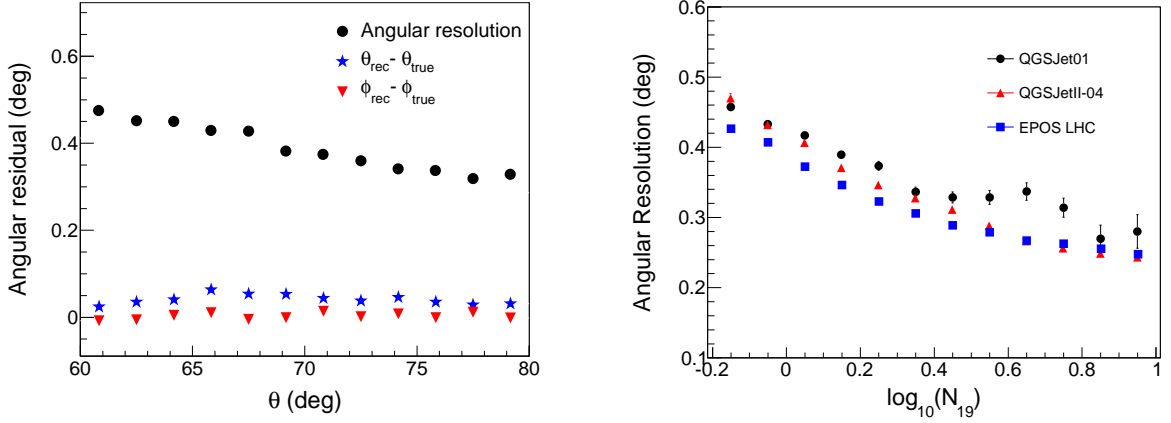 Angular residual (deg)
0.6
0.4
0.2
0
Angular resolution
θrec- θtrue
ϕrec- ϕtrue
60
65
70
75
80
θ (deg)
Angular Resolution (deg)
0.6
0.5
0.4
0.3
0.2
0.1
QGSJet01
QGSJetII-04
EPOS LHC
-0.2
0
0.2
0.4
0.6
0.8
1
log10(N19)